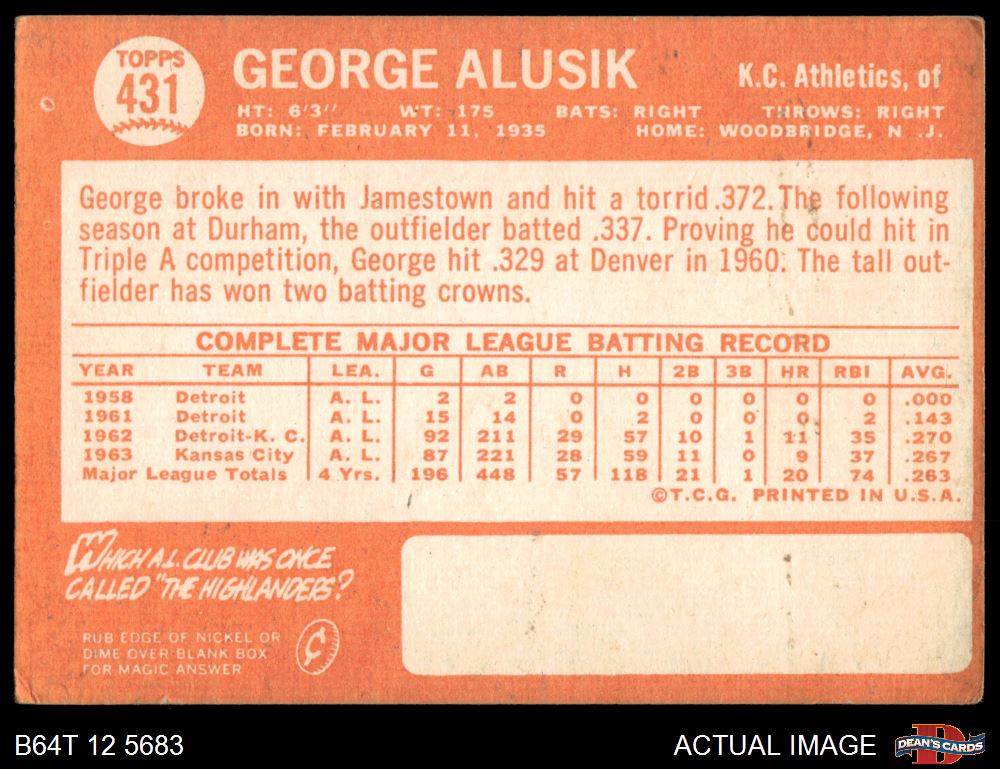 TOPPS
431
GEORGE ALUSIK
K.C. Athletics, of
HT: 6'3'' WT: 175 BATS: RIGHT THROWS: RIGHT
BORN: FEBRUARY 11, 1935 HOME: WOODBRIDGE, N .J.
George broke in with Jamestown and hit a torrid .372. The following
season at Durham, the outfielder batted .337. Proving he could hit in
Triple A competition, George hit .329 at Denver in 1960. The tall out-
fielder has won two batting crowns.
COMPLETE MAJOR LEAGUE BATTING RECORD
YEAR TEAM LEA. G AB R H 2B 3B HR RBI AVG.
1958 Detroit A. L. 2 2 0 0 0 0 0 0 .000
1961 Detroit A. L. 15 14 0 2 0 0 0 2 .143
1962 Detroit-K. C. A. L. 92 211 29 57 10 1 11 35 .270
1963 Kansas City A. L. 87 221 28 59 11 0 9 37 .267
Major League Totals 4 Yrs. 196 448 57 118 21 1 20 74 .263
©T.C.G. PRINTED IN U.S.A.
WHICH A.L. CLUB WAS ONCE
CALLED "THE HIGHLANDERS?
RUB EDGE OF NICKEL OR
DIME OVER BLANK BOX
FOR MAGIC ANSWER
B64T 12 5683
ACTUAL IMAGE
DEAN'S CARDS